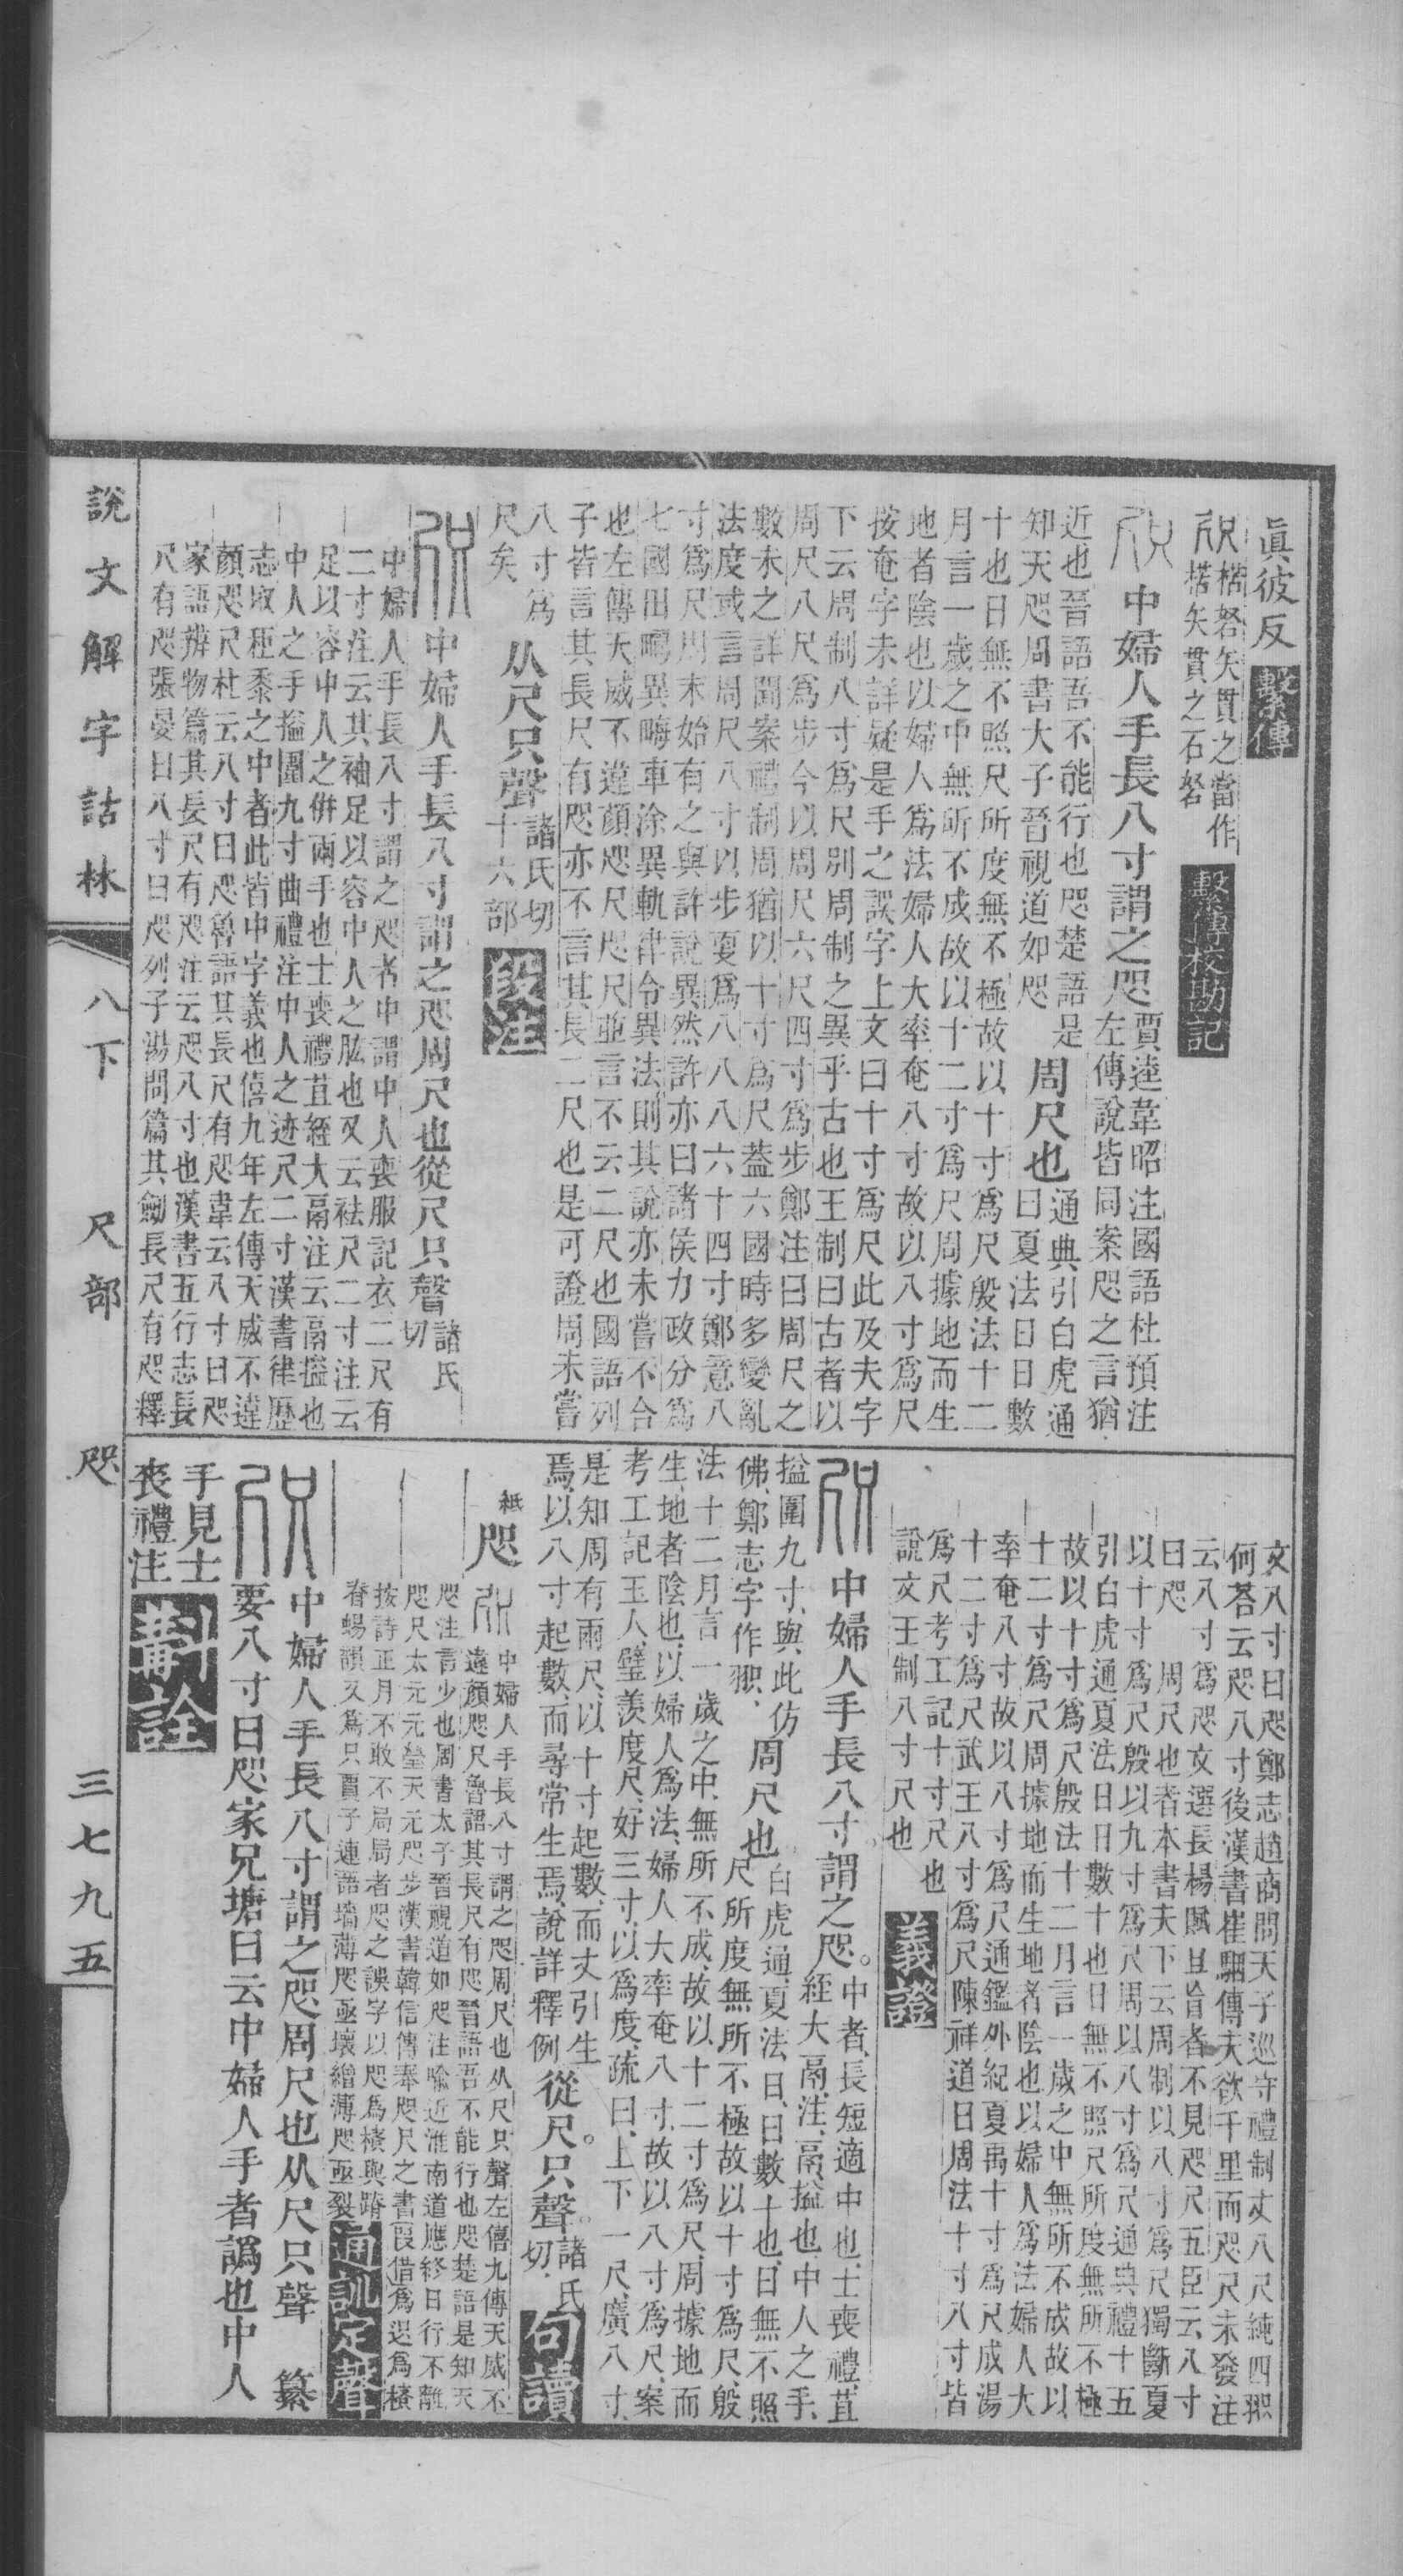 眞彼反 繫傳
咫 楛弩矢貫之當作
楛矢貫之石弩 繫傳校勘記
咫 中婦人手長八寸謂之咫 賈逵韋昭注國語杜預注
左傳說皆同案咫之言猶
近也晉語吾不能行也咫楚語是
知天咫周書大子晉視道如咫 周尺也 通典引白虎通
曰夏法日日數
十也日無不照尺所度無不極故以十寸爲尺殷法十二
月言一歲之中無所不成故以十二寸爲尺周據地而生
地者陰也以婦人爲法婦人大率奄八寸故以八寸爲尺
按奄字未詳疑是手之誤字上文曰十寸爲尺此及夫字
下云周制八寸爲尺別周制之異乎古也王制曰古者以
周尺八尺爲步今以周尺六尺四寸爲步鄭注曰周尺之
數未之詳聞案禮制周猶以十寸爲尺蓋六國時多變亂
法度或言周尺八寸以步更爲八八八六十四寸鄭意八
寸爲尺周末始有之與許說異然許亦曰諸侯力政分爲
七國田疇異畮車涂異軌律令異法則其說亦未嘗不合
也左傳天威不違顏咫尺咫尺竝言不云二尺也國語列
子皆言其長尺有咫亦不言其長二尺也是可證周未嘗
八寸爲
尺矣 从尺只聲 諸氏切
十六部 段注
咫 中婦人手長八寸謂之咫周尺也從尺只聲 諸氏
切
中婦人手長八寸謂之咫者中謂中人喪服記衣二尺有
二寸注云其袖足以容中人之肱也又云袪尺二寸注云
足以容中人之倂兩手也士喪禮苴絰大鬲注云鬲搤也
中人之手搤圍九寸曲禮注中人之迹尺二寸漢書律歷
志取秬黍之中者此皆中字義也僖九年左傳天威不違
顏咫尺杜云八寸曰咫魯語其長尺有咫韋云八寸曰咫
家語辨物篇其長尺有咫注云咫八寸也漢書五行志長
尺有咫張晏曰八寸曰咫列子湯問篇其劒長尺有咫釋
文八寸曰咫鄭志趙商問天子巡守禮制丈八尺純四咫
何荅云咫八寸後漢書崔駰傳夫欲千里而咫尺未發注
云八寸爲咫文選長楊賦且盲者不見咫尺五臣云八寸
曰咫 周尺也者本書夫下云周制以八寸爲尺獨斷夏
以十寸爲尺殷以九寸爲尺周以八寸爲尺通典禮十五
引白虎通夏法日日數十也日無不照尺所度無所不極
故以十寸爲尺殷法十二月言一歲之中無所不成故以
十二寸爲尺周據地而生地者陰也以婦人爲法婦人大
率奄八寸故以八寸爲尺通鑑外紀夏禹十寸爲尺成湯
十二寸爲尺武王八寸爲尺陳祥道曰周法十寸八寸皆
爲尺考工記十寸尺也
說文王制八寸尺也 義證
咫 中婦人手長八寸謂之咫。中者、長短適中也、士喪禮、苴
絰大鬲、注、鬲、搤也、中人之手、
搤圍九寸、與此仿
佛、鄭志字作䟗、 周尺也 白虎通、夏法日、日數十也、日無不照
尺所度無所不極故以十寸爲尺、殷
法十二月言一歲之中、無所不成、故以十二寸爲尺、周據地而
生、地者陰也、以婦人爲法、婦人大率奄八寸、故以八寸爲尺、案
考工記玉人、璧羨度尺、好三寸、以爲度、疏曰、上下一尺、廣八寸、
是知周有兩尺、以十寸起數、而丈引生
焉、以八寸起數、而尋常生焉、說詳釋例 從尺。只聲。諸氏
切、 句讀
紙 咫 咫 中婦人手長八寸謂之咫周尺也从尺只聲左僖九傳天威不
違顏咫尺魯語其長尺有咫晉語吾不能行也咫楚語是知天
咫注言少也周書太子晉視道如咫注喻近淮南道應終日行不離
咫尺太元元瑩天元咫步漢書韓信傳奉咫尺之書叚借爲迟爲䅩
按詩正月不敢不局局者咫之誤字以咫爲䅩與蹐
脊蜴韻又爲只賈子連語墻薄咫亟壞繒薄咫亟裂 通訓定聲
咫 中婦人手長八寸謂之咫周尺也从尺只聲 纂
要八寸曰咫家兄塘曰云中婦人手者譌也中人
手見士
喪禮注 斠詮
說文解字詁林 八下 尺部 咫 三七九五